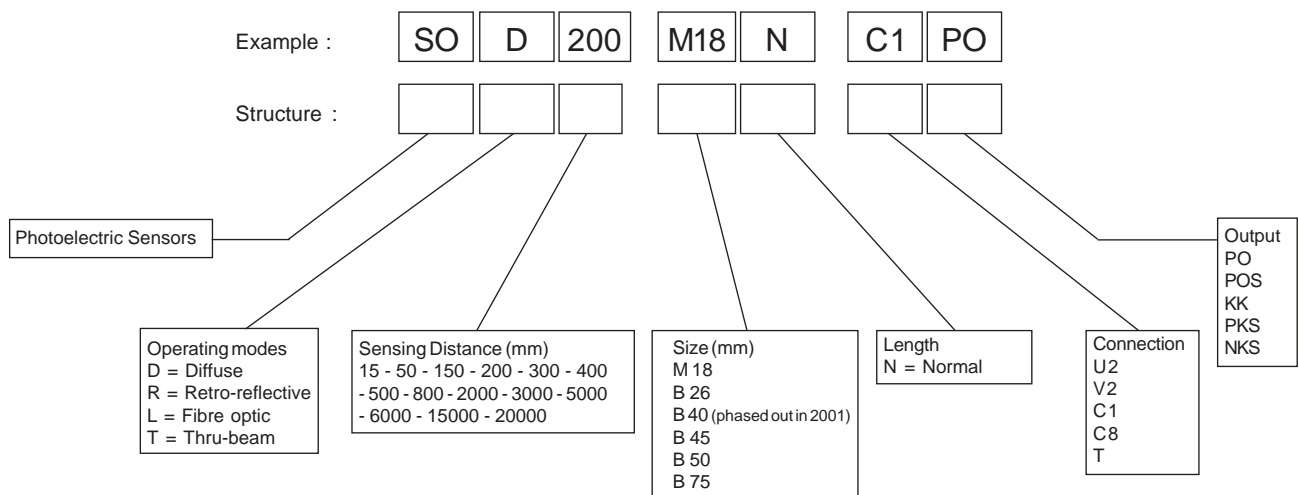 Example :
SO D 200 M18 N C1 PO
Structure :
Photoelectric Sensors
Operating modes
D = Diffuse
R = Retro-reflective
L = Fibre optic
T = Thru-beam
Sensing Distance (mm)
15 - 50 - 150 - 200 - 300 - 400
- 500 - 800 - 2000 - 3000 - 5000
- 6000 - 15000 - 20000
Size (mm)
M 18
B 26
B 40 (phased out in 2001)
B 45
B 50
B 75
Length
N = Normal
Connection
U2
V2
C1
C8
T
Output
PO
POS
KK
PKS
NKS